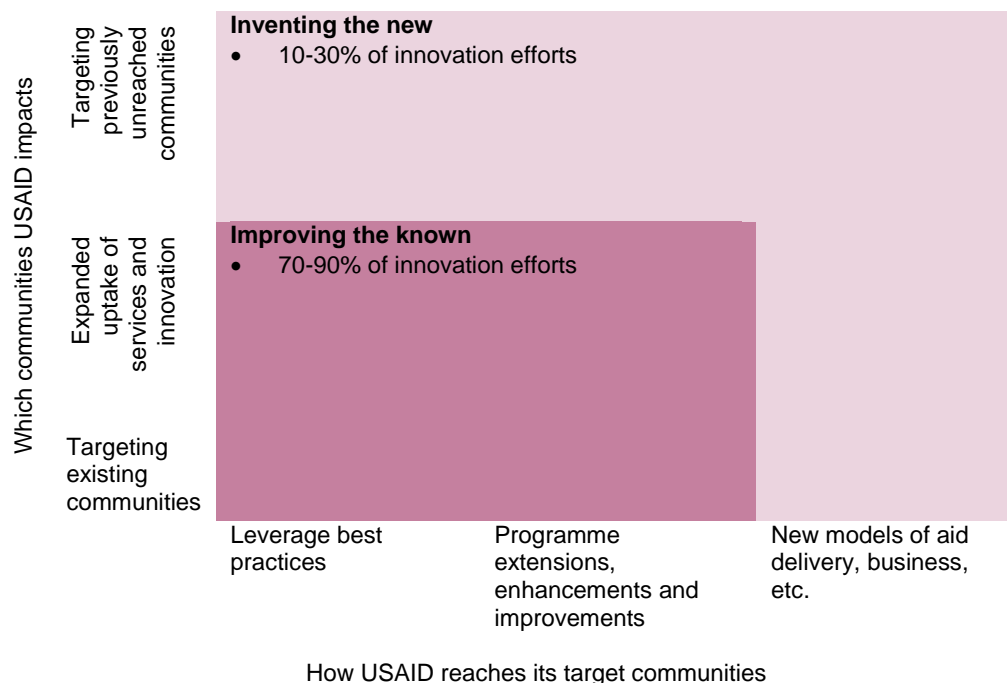 Which communities USAID impacts
Targeting
previously
unreached
communities
Inventing the new
• 10-30% of innovation efforts
Expanded
uptake of
services and
innovation
Improving the known
• 70-90% of innovation efforts
Targeting
existing
communities
Leverage best
practices
Programme
extensions,
enhancements and
improvements
New models of aid
delivery, business,
etc.
How USAID reaches its target communities